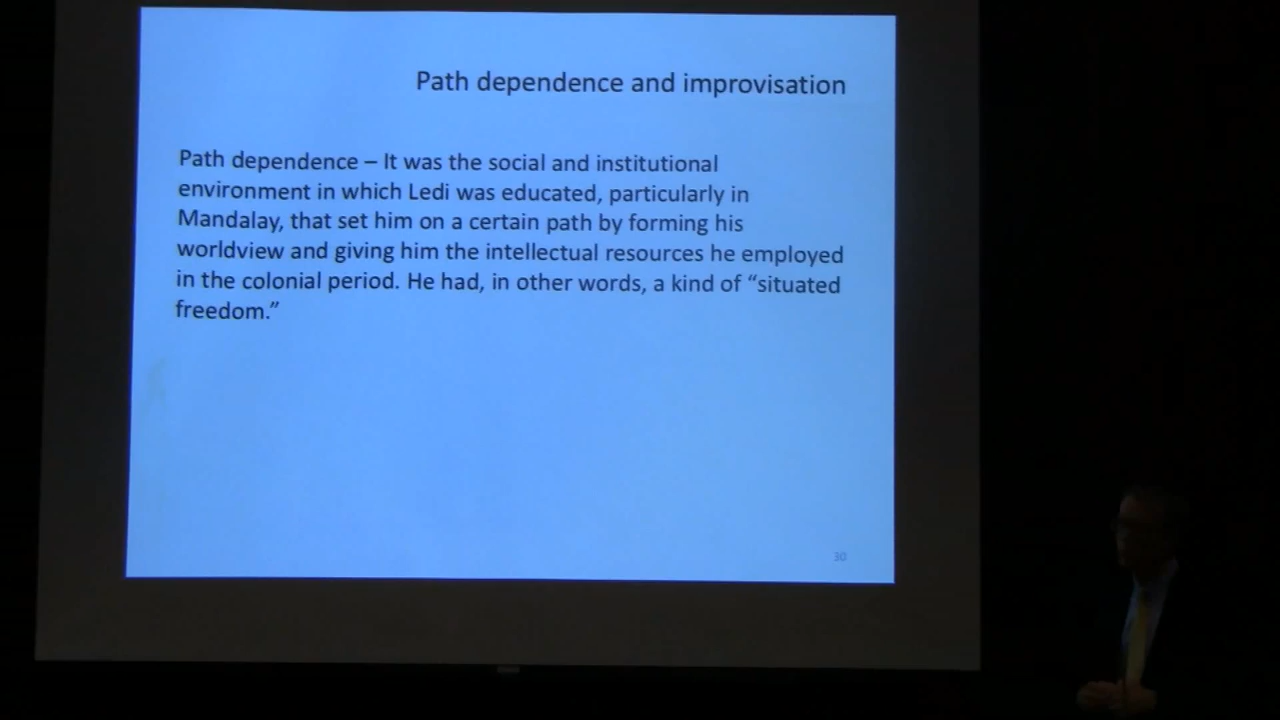 Path dependence and improvisation
Path dependence – It was the social and institutional
environment in which Ledi was educated, particularly in
Mandalay, that set him on a certain path by forming his
worldview and giving him the intellectual resources he employed
in the colonial period. He had, in other words, a kind of “situated
freedom.”
30